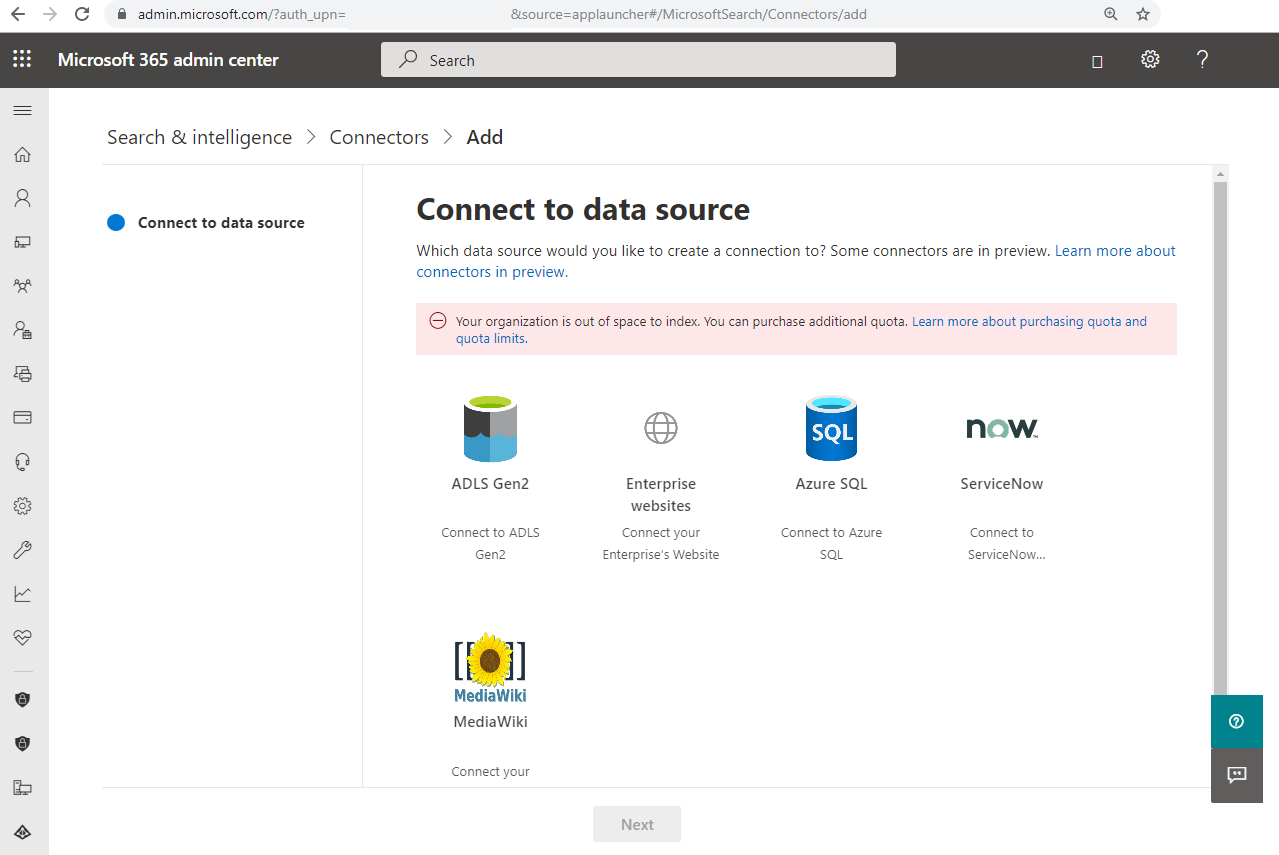 admin.microsoft.com/?auth_upn= &source=applauncher#/MicrosoftSearch/Connectors/add
Microsoft 365 admin center
Search
Search & intelligence > Connectors > Add
Connect to data source
Connect to data source
Which data source would you like to create a connection to? Some connectors are in preview. Learn more about
connectors in preview.
Your organization is out of space to index. You can purchase additional quota. Learn more about purchasing quota and
quota limits.
SQL
now
ADLS Gen2
Enterprise
websites
Azure SQL
ServiceNow
Connect to ADLS
Gen2
Connect your
Enterprise's Website
Connect to Azure
SQL
Connect to
ServiceNow...
[[ ]]
MediaWiki
MediaWiki
Connect your
Next